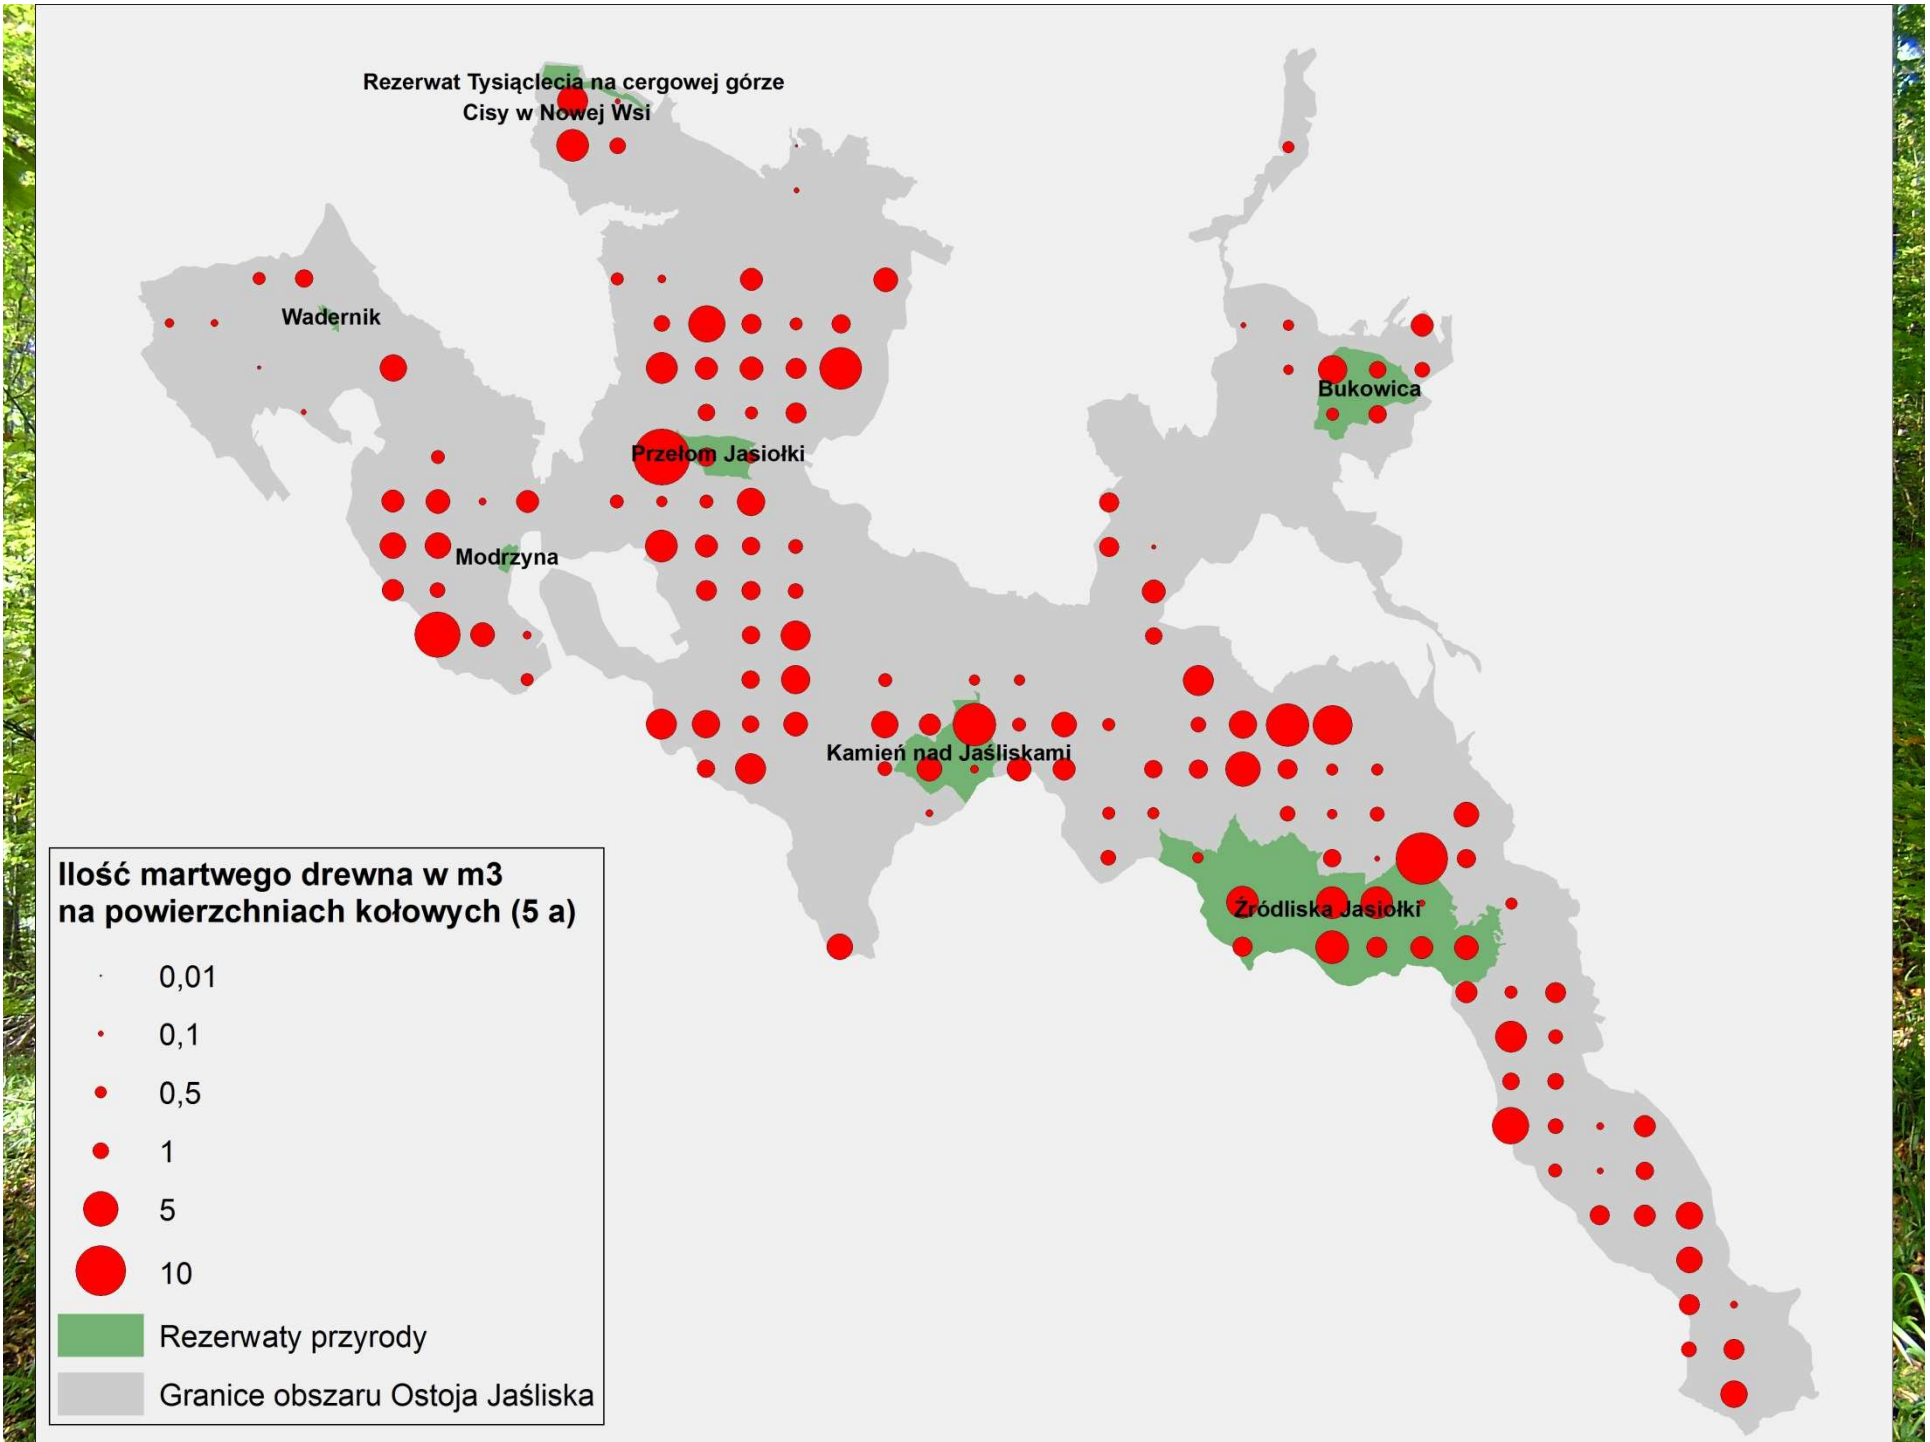 Rezerwat Tysiąclecia na cergowej górze
Cisy w Nowej Wsi
Wadernik
Bukowica
Przełom Jasiołki
Modrzyna
Kamień nad Jaśliskami
Źródliska Jasiołki
Ilość martwego drewna w m3
na powierzchniach kołowych (5 a)
0,01
0,1
0,5
1
5
10
Rezerwaty przyrody
Granice obszaru Ostoja Jaśliska